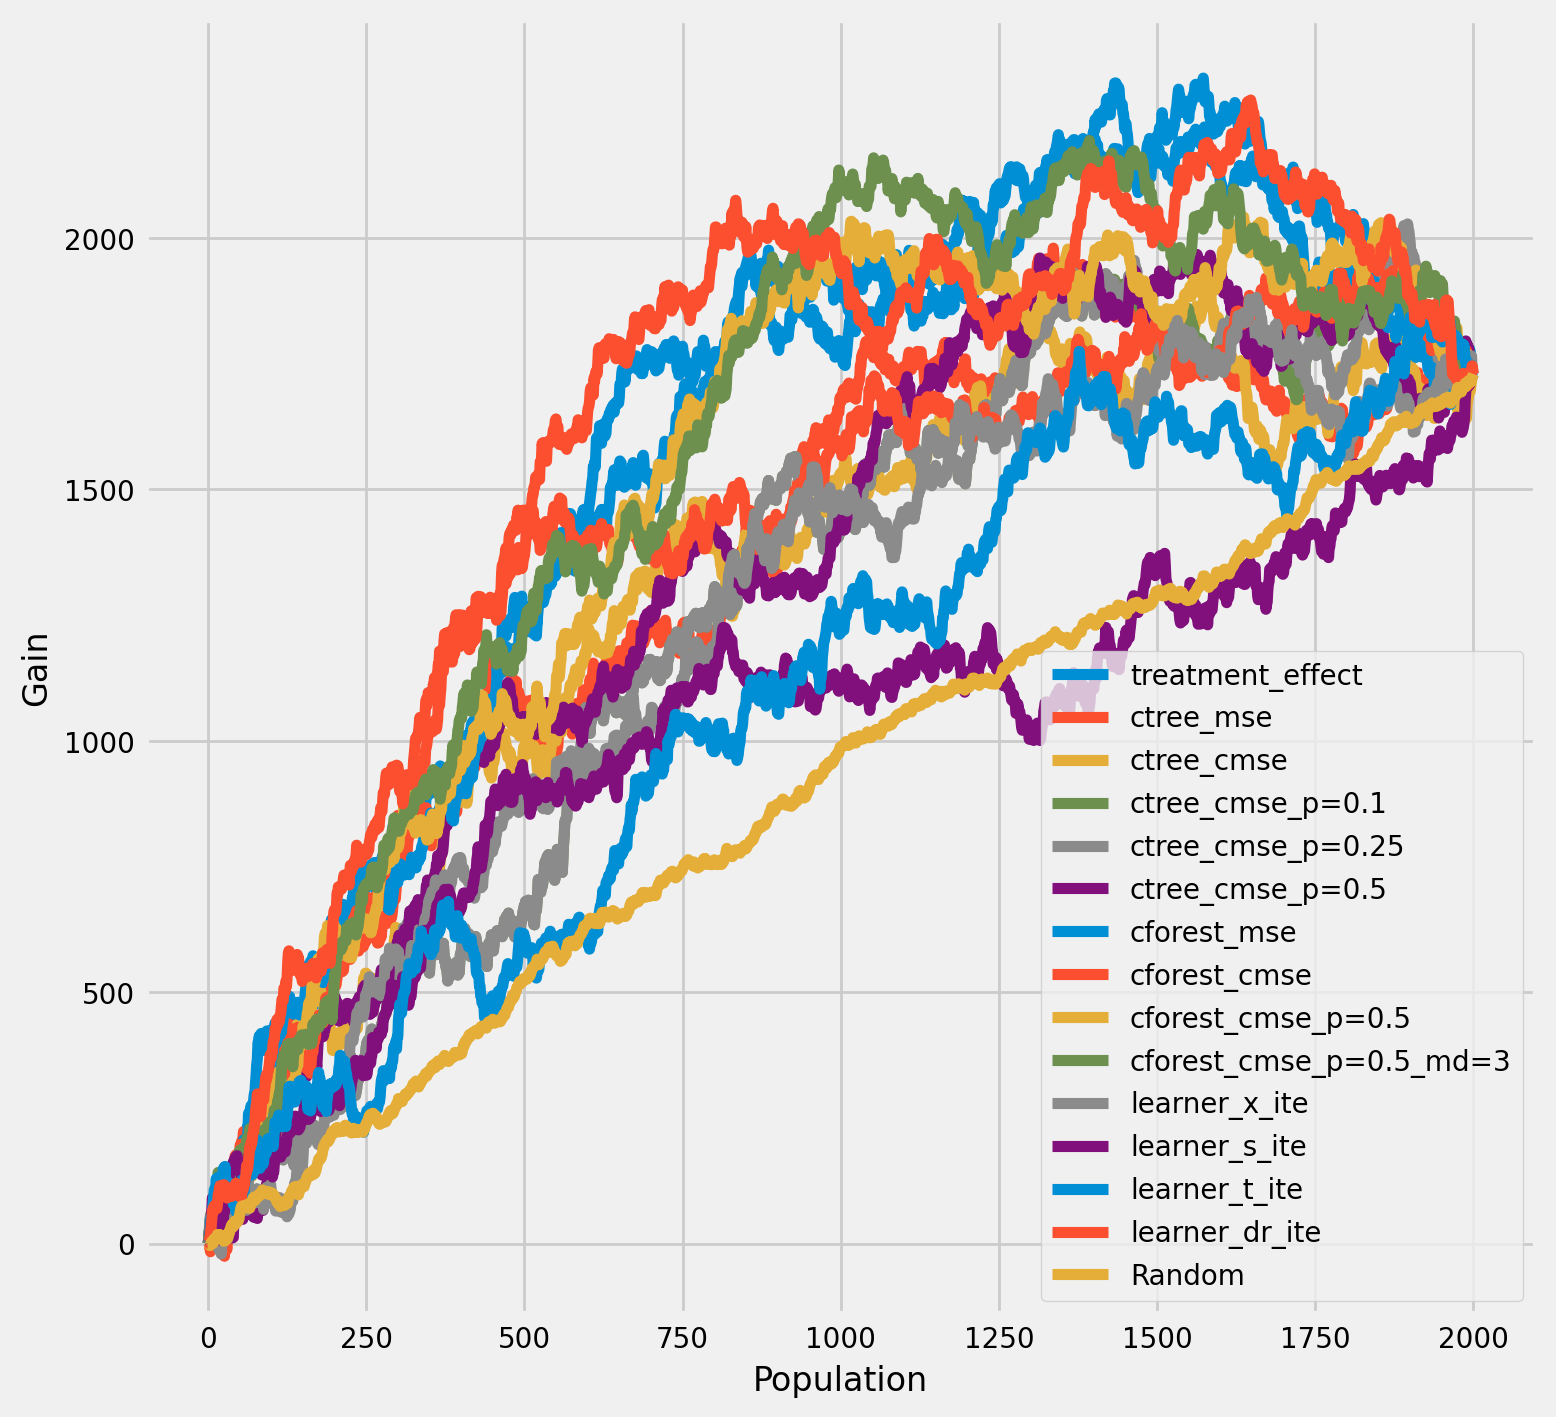 Gain
2000
1500
1000
500
0
0 250 500 750 1000 1250 1500 1750 2000
Population
treatment_effect
ctree_mse
ctree_cmse
ctree_cmse_p=0.1
ctree_cmse_p=0.25
ctree_cmse_p=0.5
cforest_mse
cforest_cmse
cforest_cmse_p=0.5
cforest_cmse_p=0.5_md=3
learner_x_ite
learner_s_ite
learner_t_ite
learner_dr_ite
Random